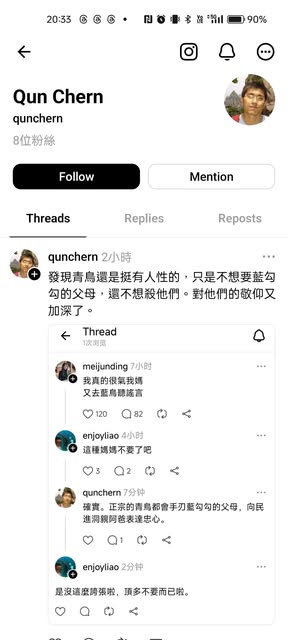 20:33
90%
Qun Chern
qunchern
8位粉絲
Follow
Mention
Threads
Replies
Reposts
qunchern 2小時
發現青鳥還是挺有人性的，只是不想要藍勾
勾的父母，還不想殺他們。對他們的敬仰又
加深了。
Thread
1次浏览
meijunding 7小时
我真的很氣我媽
又去藍鳥聽謠言
120 82
enjoyliao 4小时
這種媽媽不要了吧
3 2
qunchern 7分钟
確實。正宗的青鳥都會手刃藍勾勾的父母，向民
進洞親阿爸表達忠心。
1
enjoyliao 2分钟
是沒這麼誇張啦，頂多不要而已啦。